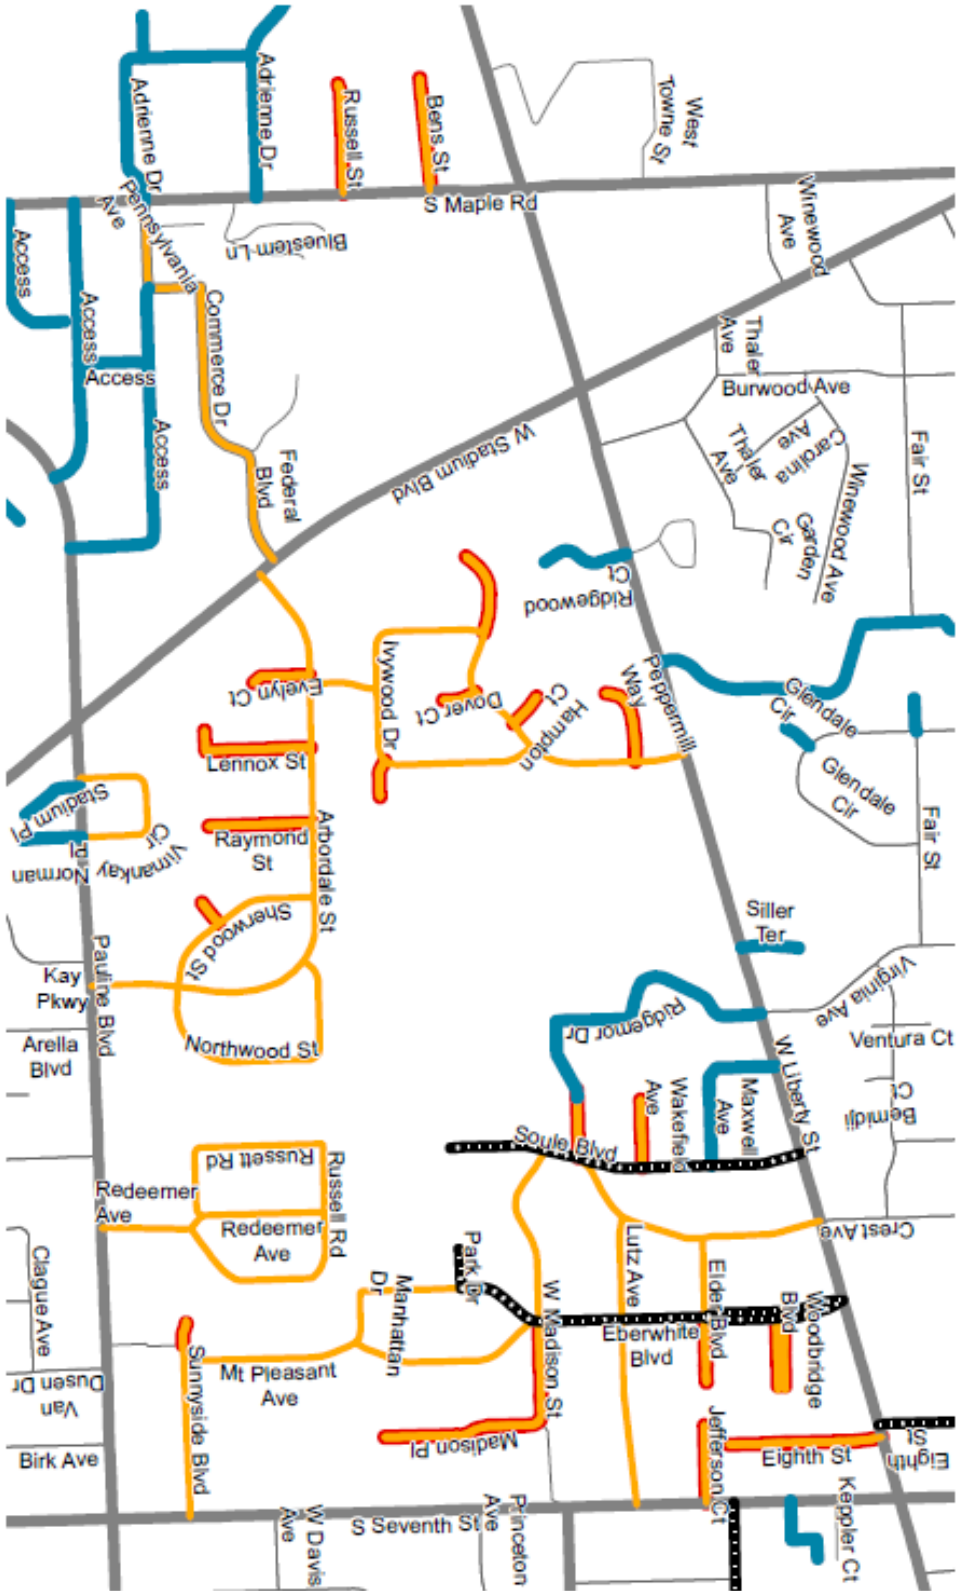 Adrienne Dr
Adrienne Dr
Russell St
Bens St
West
Towne St
S Maple Rd
Pennsylvania
Ave
Bluestem Ln
Winewood
Ave
Access
Access
Access
Access
Commerce Dr
Federal
Blvd
W Stadium Blvd
Thaler
Ave
Burwood Ave
Thaler
Ave
Carolina
Ave
Winewood Ave
Garden
Cir
Fair St
Ridgewood
Ct
Peppermill
Way
Glendale
Cir
Glendale
Cir
Fair St
Evelyn Ct
Ivywood Dr
Dover Ct
Hampton
Ct
Lennox St
Stadium Pl
Vimankay
Cir
Norman
Pl
Raymond
St
Arbordale St
Sherwood St
Siller
Ter
Kay
Pkwy
Pauline Blvd
Arella
Blvd
Northwood St
Ridgemor Dr
Virginia Ave
Ventura Ct
Bemidji
Ct
W Liberty St
Maxwell
Ave
Wakefield
Ave
Soule Blvd
Russett Rd
Russell Rd
Redeemer
Ave
Redeemer
Ave
Crest Ave
Clague Ave
Park Dr
Manhattan
Dr
W Madison St
Lutz Ave
Elder Blvd
Woodbridge
Blvd
Eberwhite
Blvd
Mt Pleasant
Ave
Van
Dusen Dr
Sunnyside Blvd
Birk Ave
Madison Pl
Jefferson Ct
Eighth St
Eighth
St
Keppler Ct
S Seventh St
W Davis
Ave
Princeton
Ave